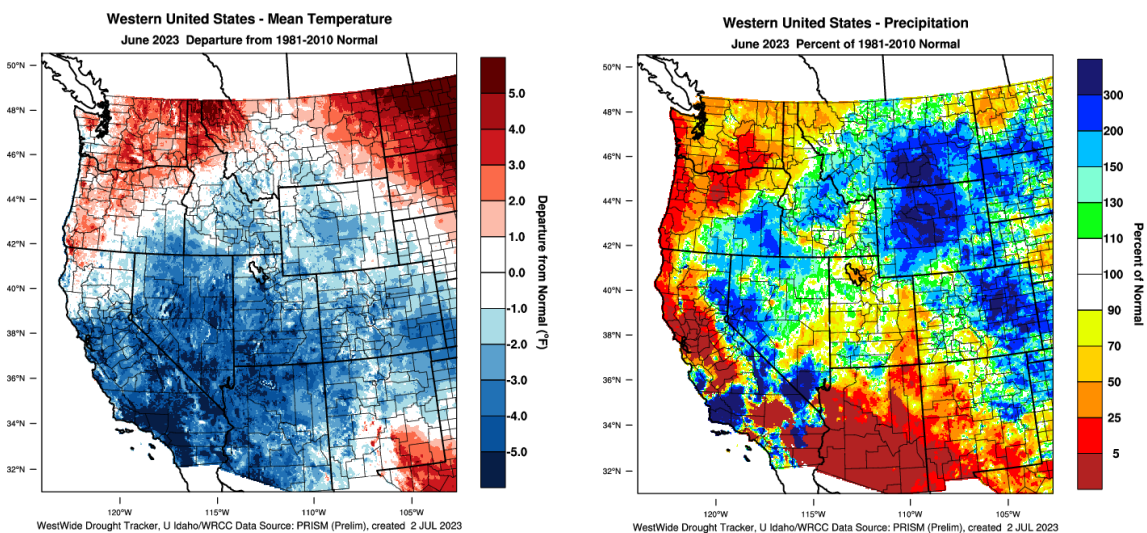 Western United States - Mean Temperature
June 2023 Departure from 1981-2010 Normal
50°N
48°N
46°N
44°N
42°N
40°N
38°N
36°N
34°N
32°N
120°W
115°W
110°W
105°W
5.0
4.0
3.0
2.0
1.0
0.0
-1.0
-2.0
-3.0
-4.0
-5.0
Departure from Normal (°F)
WestWide Drought Tracker, U Idaho/WRCC Data Source: PRISM (Prelim), created 2 JUL 2023
Western United States - Precipitation
June 2023 Percent of 1981-2010 Normal
50°N
48°N
46°N
44°N
42°N
40°N
38°N
36°N
34°N
32°N
120°W
115°W
110°W
105°W
300
200
150
130
110
100
90
70
50
25
5
Percent of Normal
WestWide Drought Tracker, U Idaho/WRCC Data Source: PRISM (Prelim), created 2 JUL 2023